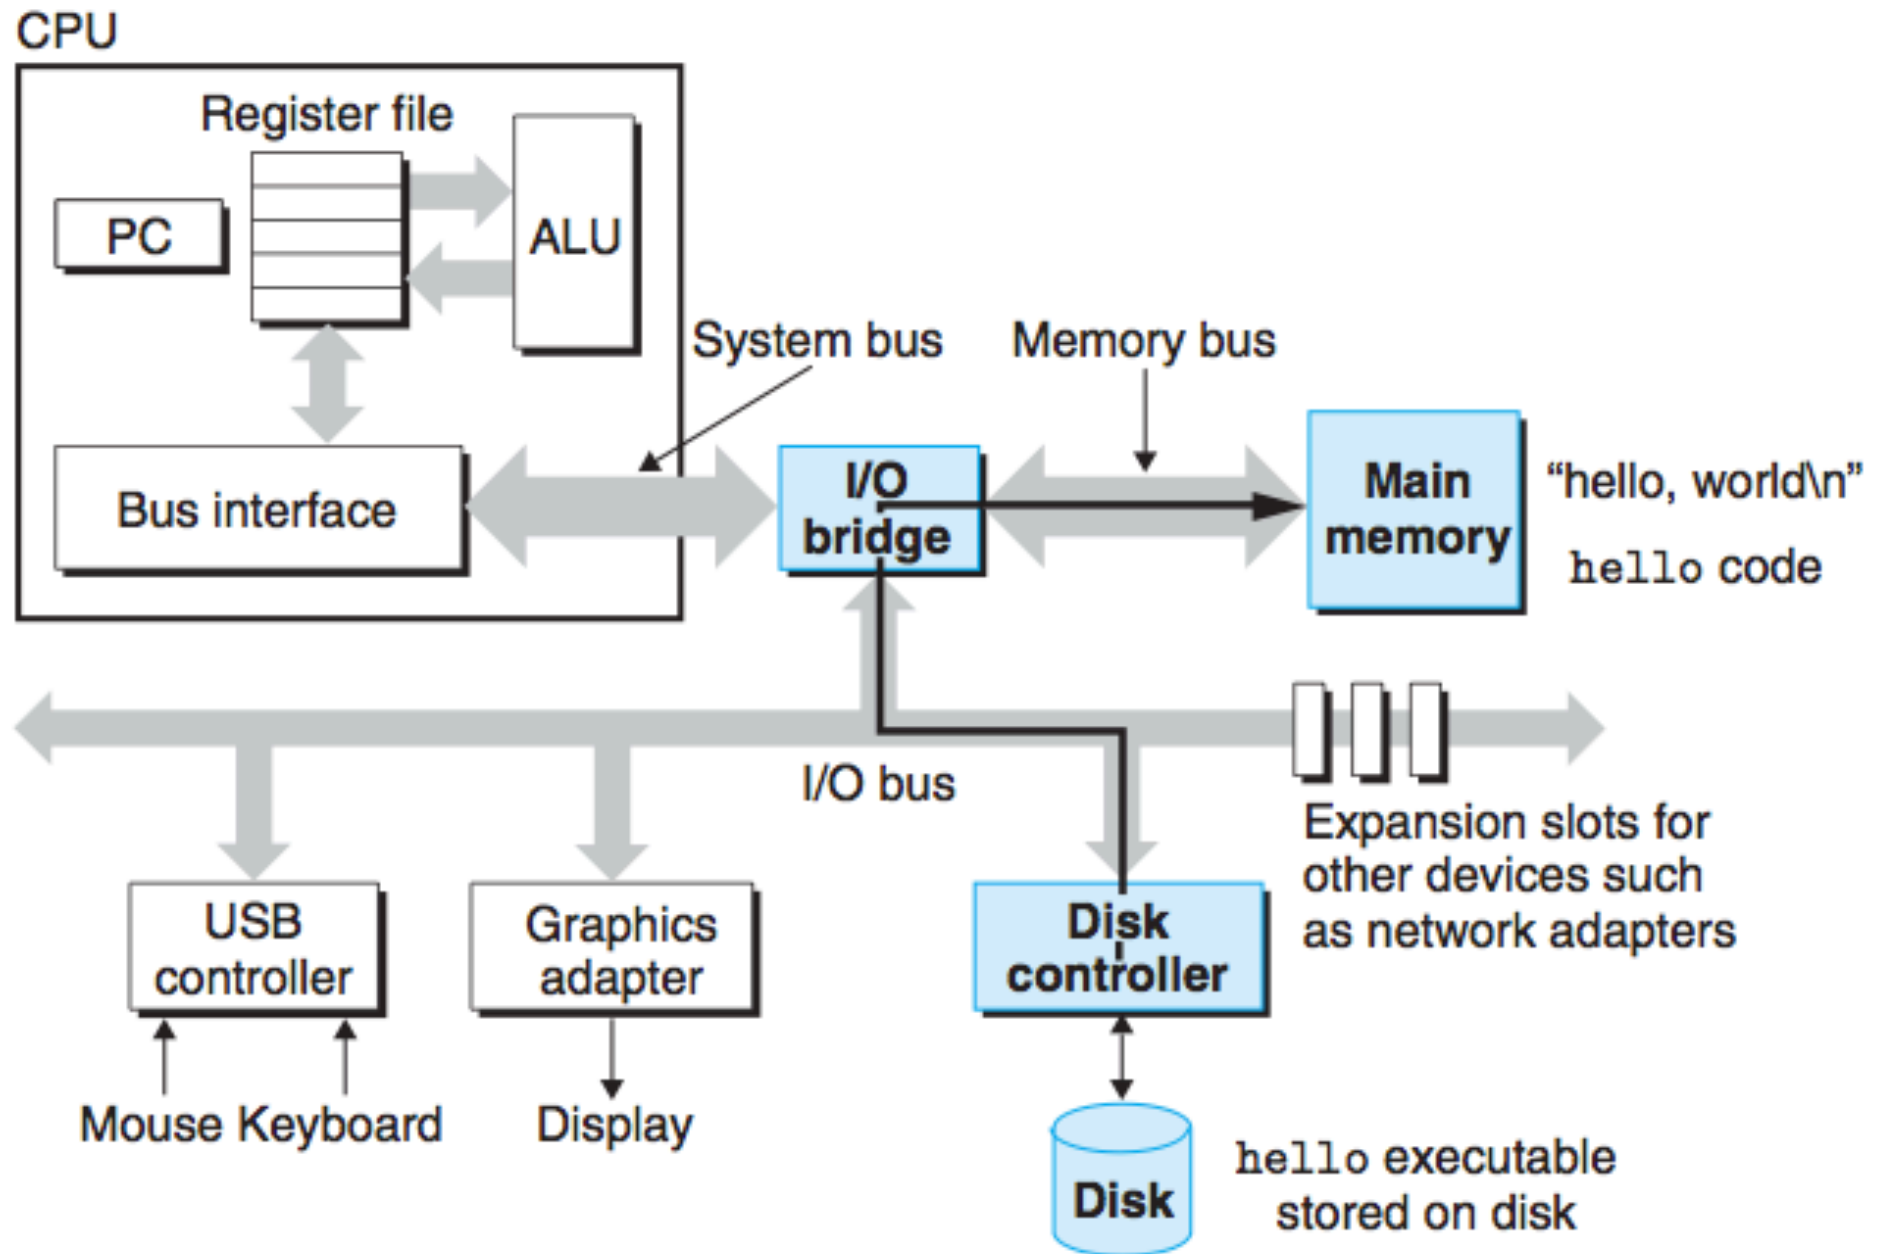 CPU
Register file
PC
ALU
System bus
Memory bus
Bus interface
I/O
bridge
Main
memory
“hello, world\n”
hello code
I/O bus
Expansion slots for
other devices such
as network adapters
USB
controller
Graphics
adapter
Disk
controller
Mouse Keyboard
Display
Disk
hello executable
stored on disk